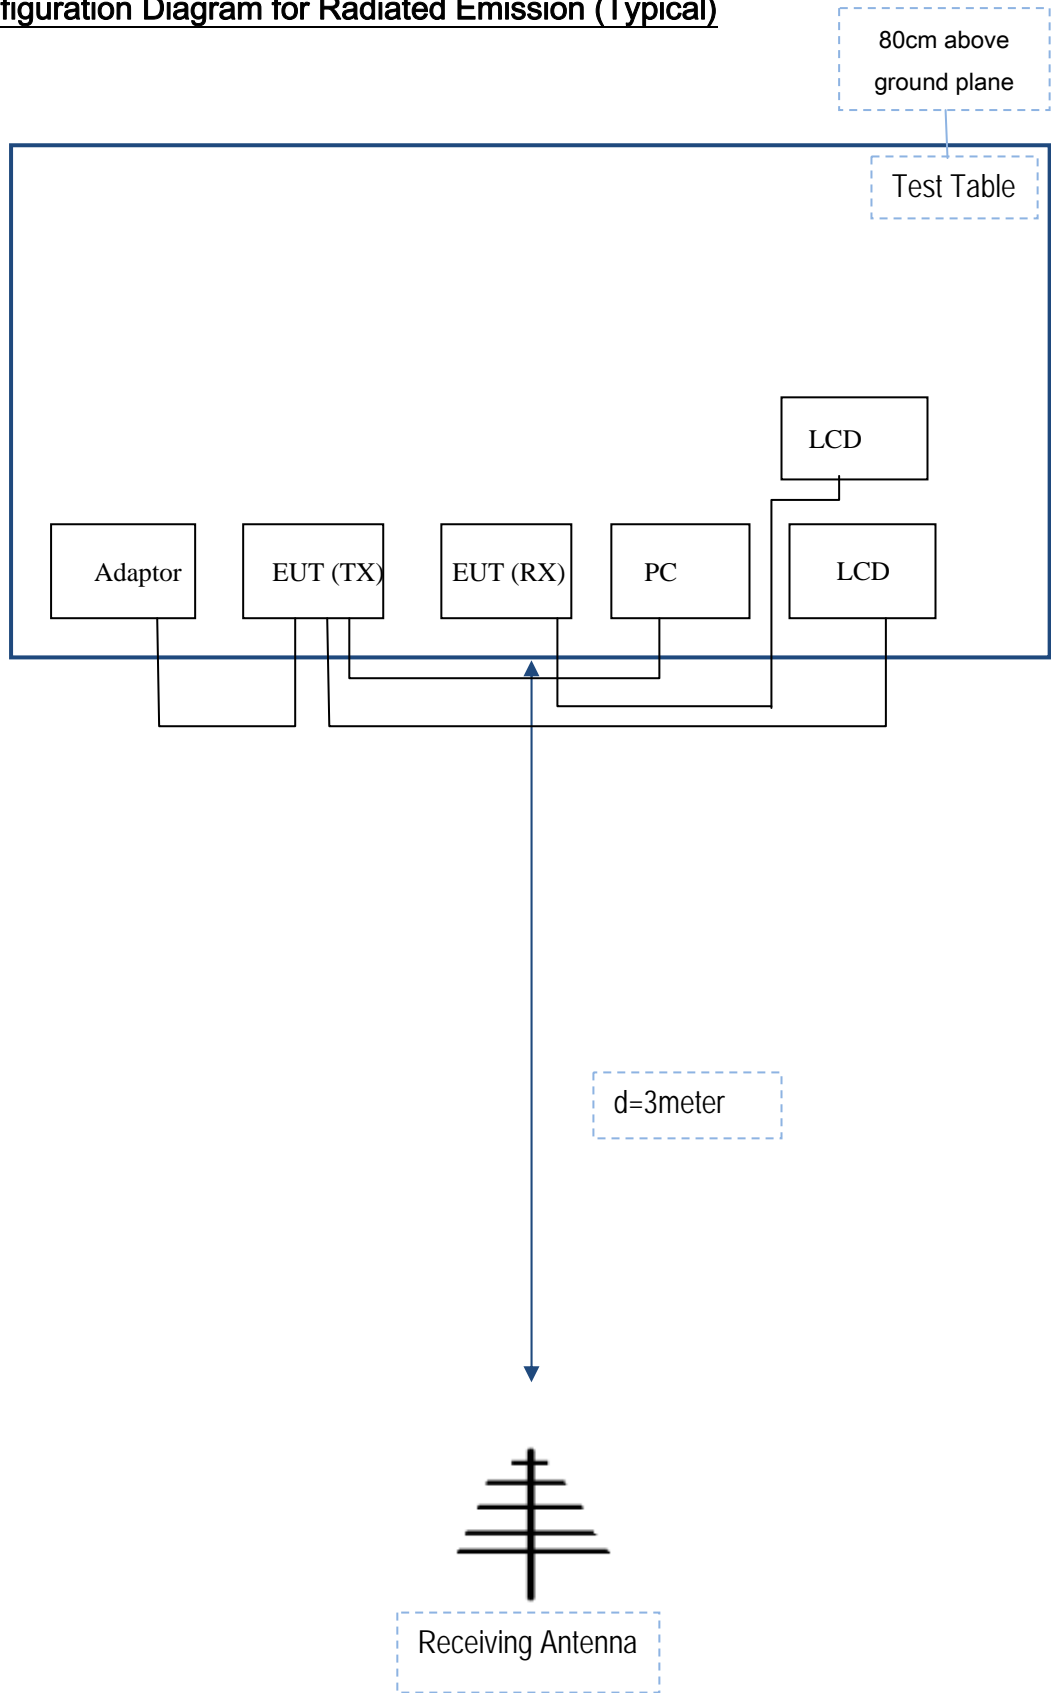 figuration Diagram for Radiated Emission (Typical)
80cm above
ground plane
Test Table
LCD
Adaptor
EUT (TX)
EUT (RX)
PC
LCD
d=3meter
Receiving Antenna